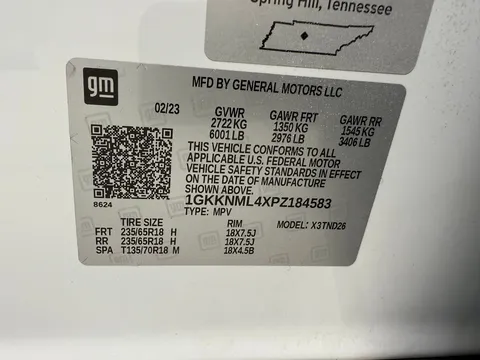 Spring Hill, Tennessee
gm
MFD BY GENERAL MOTORS LLC
02/23 GVWR GAWR FRT GAWR RR
2722 KG 1350 KG 1545 KG
6001 LB 2976 LB 3406 LB
THIS VEHICLE CONFORMS TO ALL
APPLICABLE U.S. FEDERAL MOTOR
VEHICLE SAFETY STANDARDS IN EFFECT
ON THE DATE OF MANUFACTURE
SHOWN ABOVE.
8624 1GKKNML4XPZ184583
TYPE: MPV MODEL: X3TND26
TIRE SIZE RIM
FRT 235/65R18 H 18X7.5J
RR 235/65R18 H 18X7.5J
SPA T135/70R18 M 18X4.5B